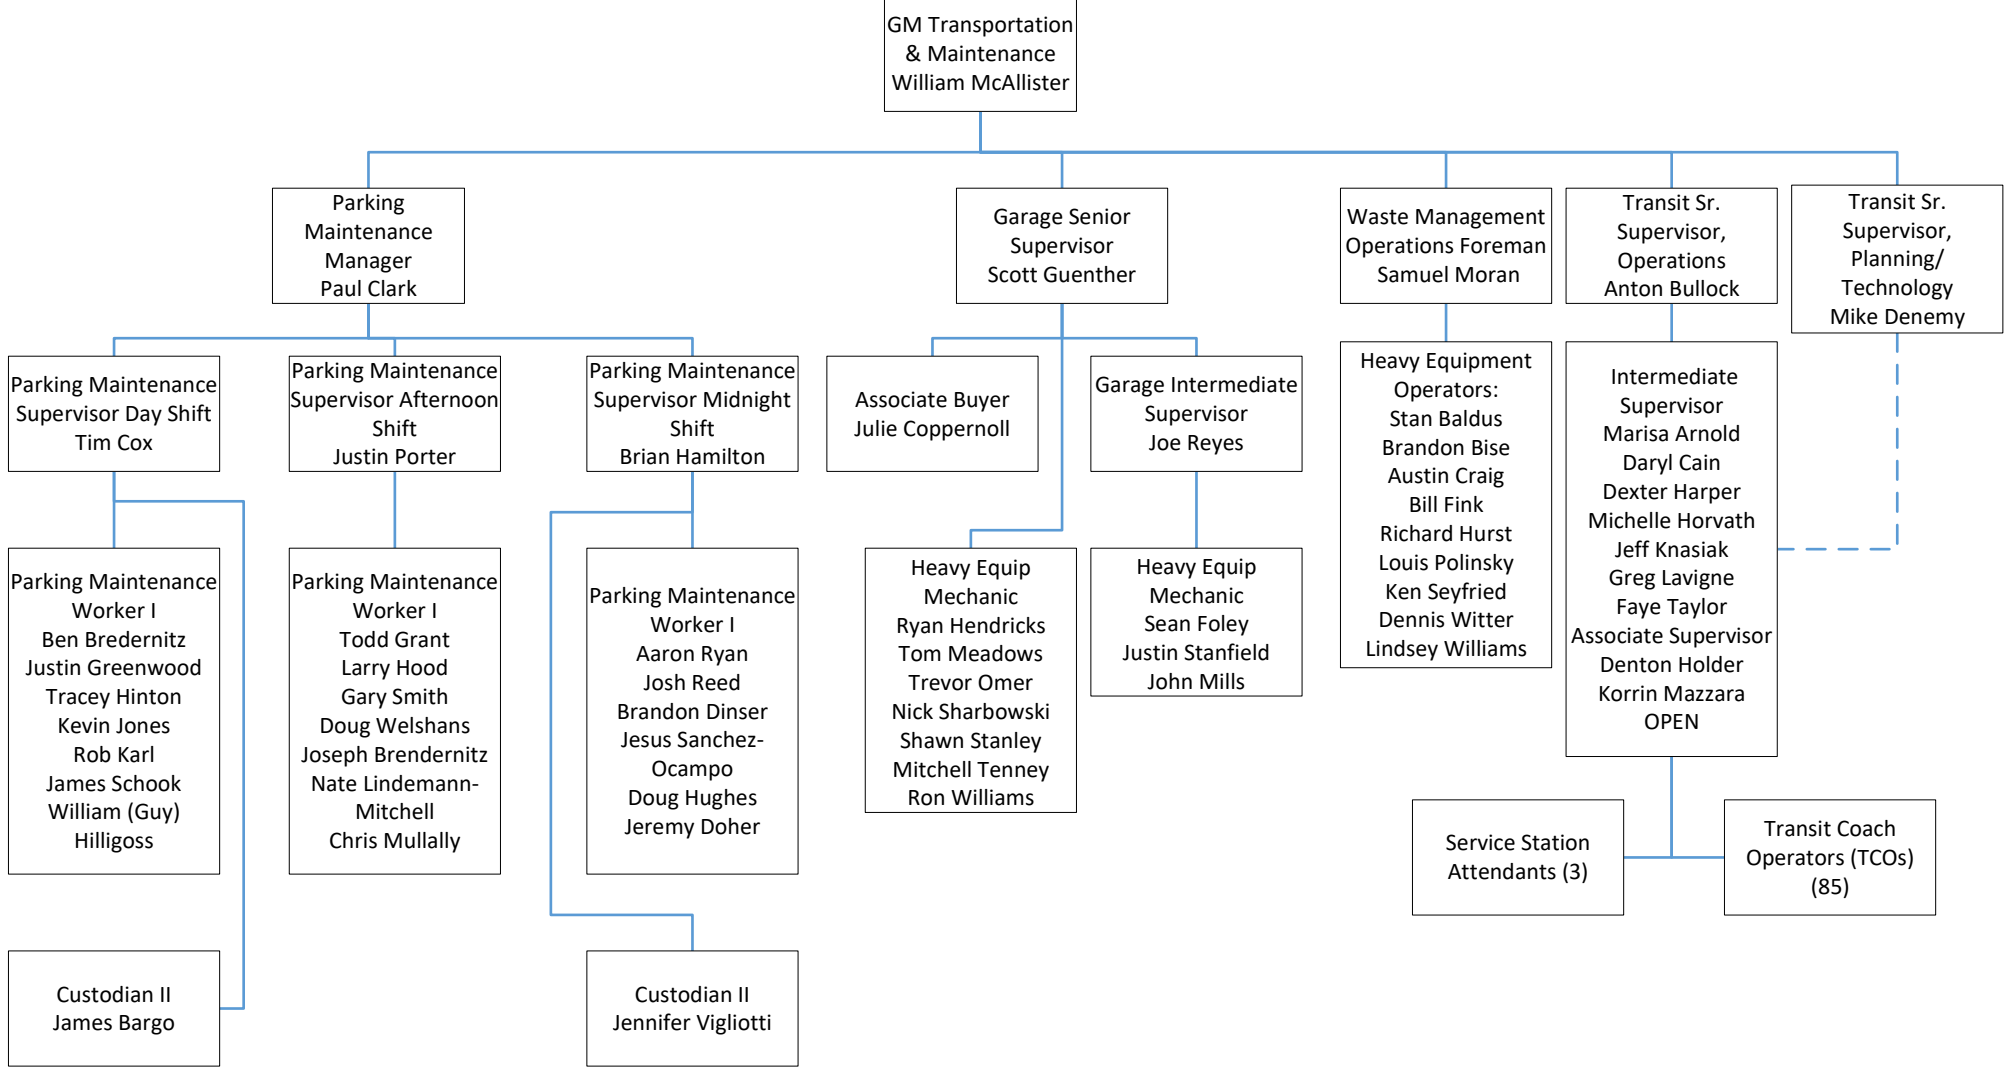 GM Transportation
& Maintenance
William McAllister
Parking
Maintenance
Manager
Paul Clark
Garage Senior
Supervisor
Scott Guenther
Waste Management
Operations Foreman
Samuel Moran
Transit Sr.
Supervisor,
Operations
Anton Bullock
Transit Sr.
Supervisor,
Planning/
Technology
Mike Denemy
Parking Maintenance
Supervisor Day Shift
Tim Cox
Parking Maintenance
Supervisor Afternoon
Shift
Justin Porter
Parking Maintenance
Supervisor Midnight
Shift
Brian Hamilton
Associate Buyer
Julie Coppernoll
Garage Intermediate
Supervisor
Joe Reyes
Heavy Equipment
Operators:
Stan Baldus
Brandon Bise
Austin Craig
Bill Fink
Richard Hurst
Louis Polinsky
Ken Seyfried
Dennis Witter
Lindsey Williams
Intermediate
Supervisor
Marisa Arnold
Daryl Cain
Dexter Harper
Michelle Horvath
Jeff Knasiak
Greg Lavigne
Faye Taylor
Associate Supervisor
Denton Holder
Korrin Mazzara
OPEN
Parking Maintenance
Worker I
Ben Bredernitz
Justin Greenwood
Tracey Hinton
Kevin Jones
Rob Karl
James Schook
William (Guy)
Hilligoss
Parking Maintenance
Worker I
Todd Grant
Larry Hood
Gary Smith
Doug Welshans
Joseph Brendernitz
Nate Lindemann-
Mitchell
Chris Mullally
Parking Maintenance
Worker I
Aaron Ryan
Josh Reed
Brandon Dinser
Jesus Sanchez-
Ocampo
Doug Hughes
Jeremy Doher
Heavy Equip
Mechanic
Ryan Hendricks
Tom Meadows
Trevor Omer
Nick Sharbowski
Shawn Stanley
Mitchell Tenney
Ron Williams
Heavy Equip
Mechanic
Sean Foley
Justin Stanfield
John Mills
Service Station
Attendants (3)
Transit Coach
Operators (TCOs)
(85)
Custodian II
James Bargo
Custodian II
Jennifer Vigliotti